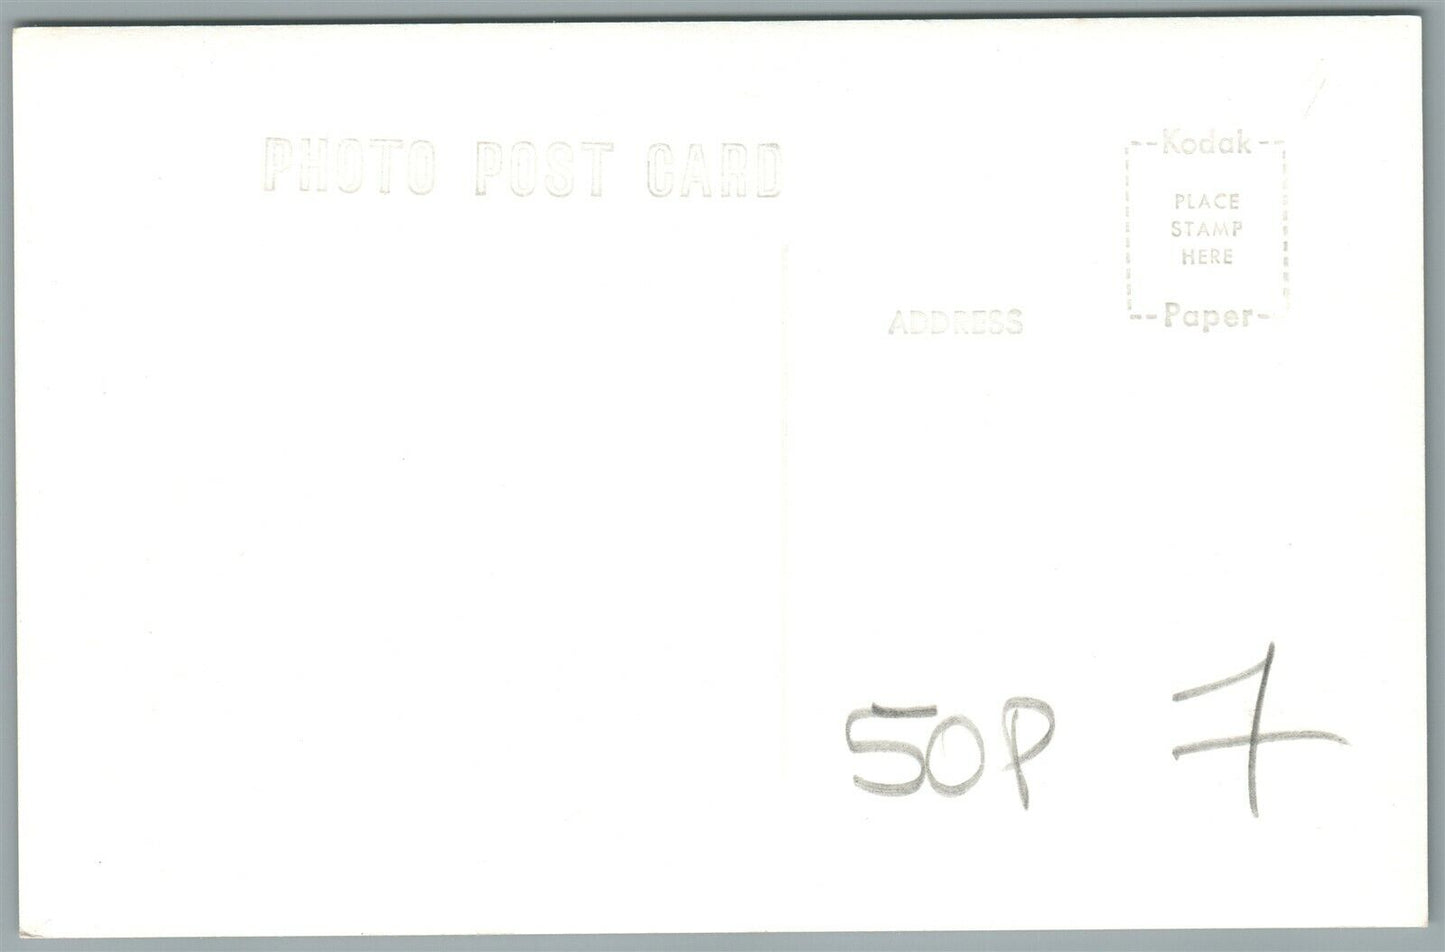 PHOTO POST CARD
Kodak
PLACE
STAMP
HERE
Paper
ADDRESS
50P 7